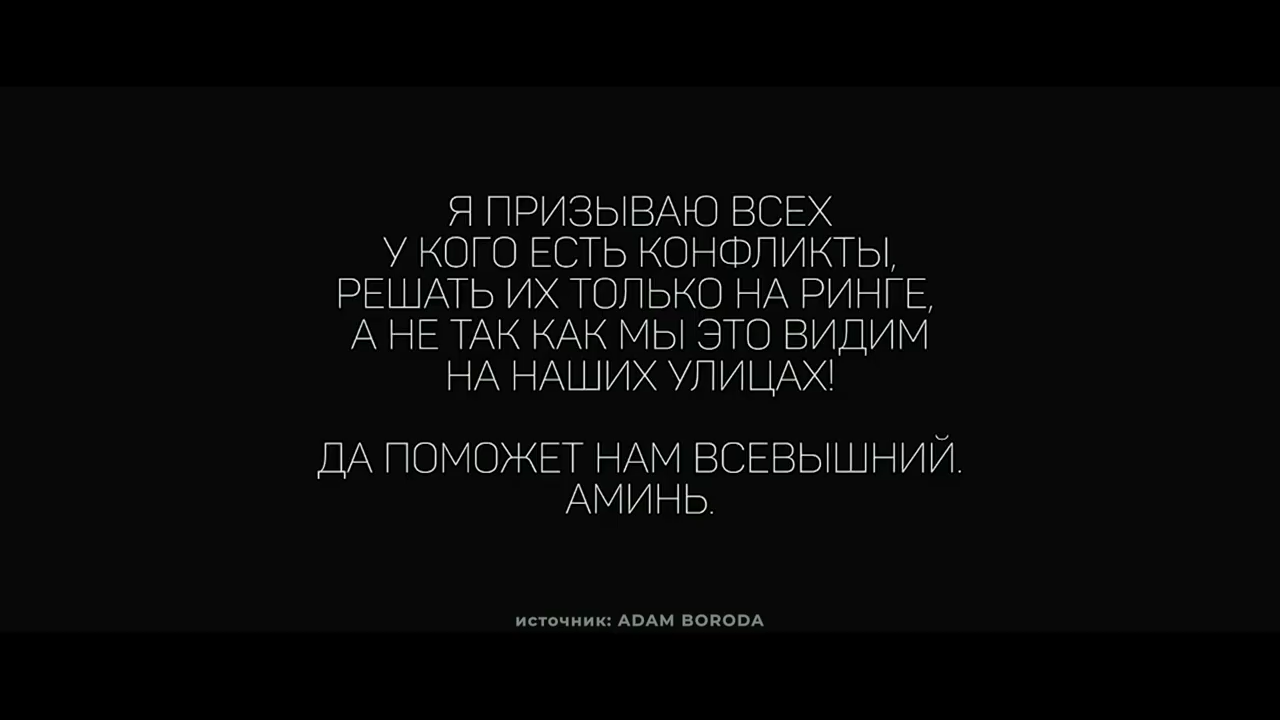 Я ПРИЗЫВАЮ ВСЕХ
У КОГО ЕСТЬ КОНФЛИКТЫ,
РЕШАТЬ ИХ ТОЛЬКО НА РИНГЕ,
А НЕ ТАК КАК МЫ ЭТО ВИДИМ
НА НАШИХ УЛИЦАХ!
ДА ПОМОЖЕТ НАМ ВСЕВЫШНИЙ.
АМИНЬ.
источник: ADAM BORODA